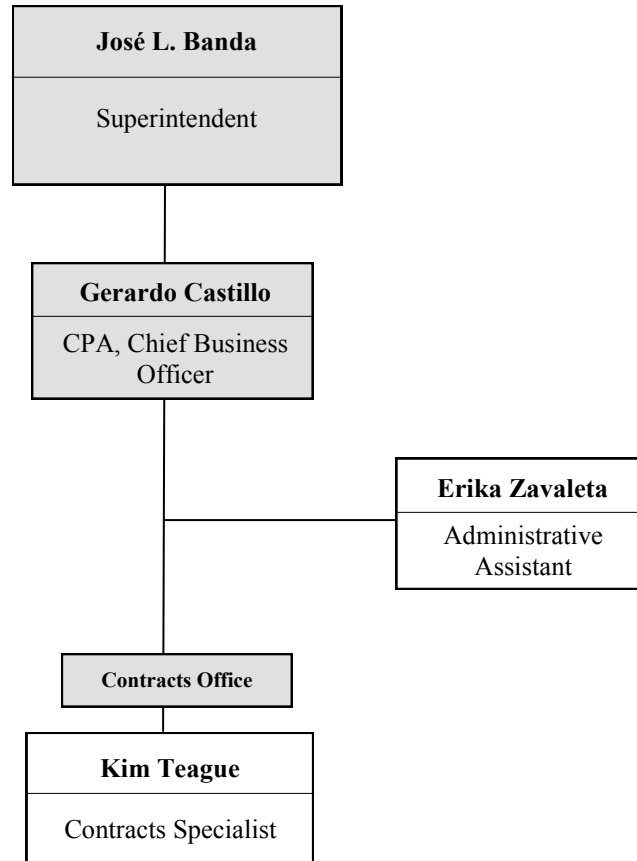 José L. Banda
Superintendent
Gerardo Castillo
CPA, Chief Business
Officer
Erika Zavaleta
Administrative
Assistant
Contracts Office
Kim Teague
Contracts Specialist